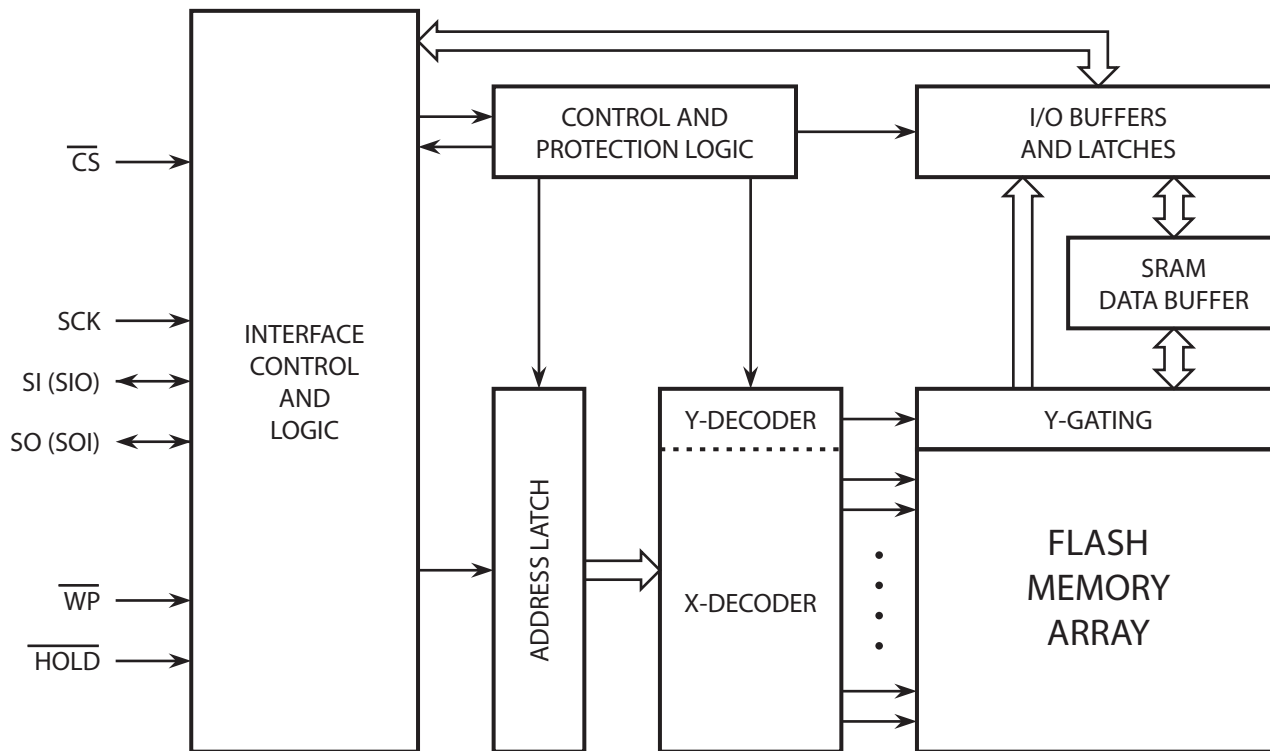 CS
SCK
SI (SIO)
SO (SOI)
WP
HOLD
INTERFACE
CONTROL
AND
LOGIC
CONTROL AND
PROTECTION LOGIC
I/O BUFFERS
AND LATCHES
SRAM
DATA BUFFER
ADDRESS LATCH
Y-DECODER
X-DECODER
Y-GATING
FLASH
MEMORY
ARRAY